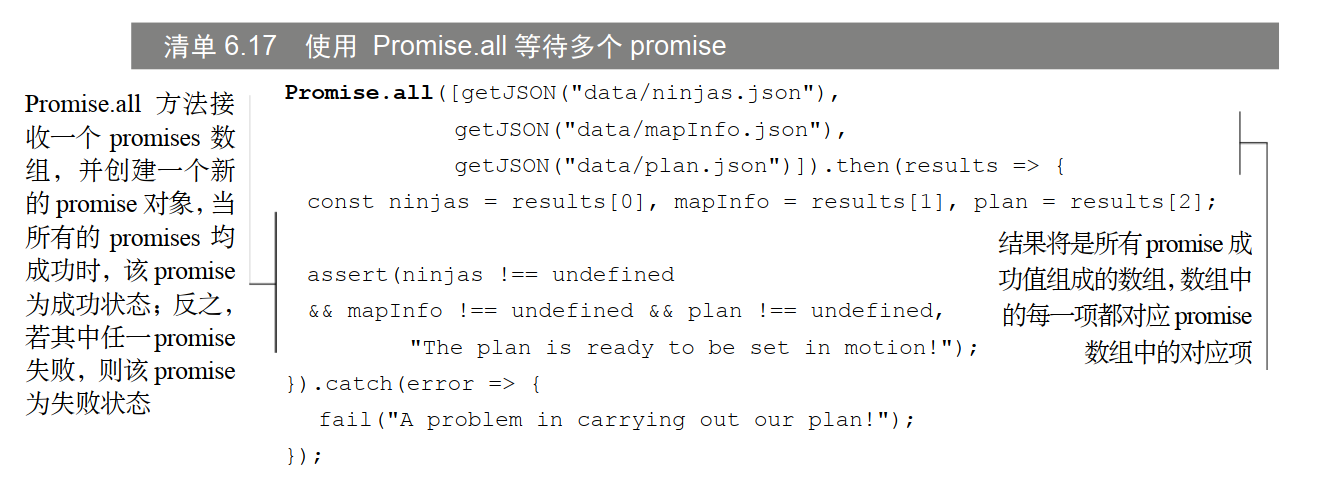 清单 6.17 使用 Promise.all 等待多个 promise
Promise.all 方法接
收一个 promises 数
组，并创建一个新
的 promise 对象，当
所有的 promises 均
成功时，该 promise
为成功状态；反之，
若其中任一 promise
失败，则该 promise
为失败状态
Promise.all([getJSON("data/ninjas.json"),
getJSON("data/mapInfo.json"),
getJSON("data/plan.json")]).then(results => {
const ninjas = results[0], mapInfo = results[1], plan = results[2];
assert(ninjas !== undefined
&& mapInfo !== undefined && plan !== undefined,
"The plan is ready to be set in motion!");
}).catch(error => {
fail("A problem in carrying out our plan!");
});
结果将是所有 promise 成
功值组成的数组，数组中
的每一项都对应 promise
数组中的对应项